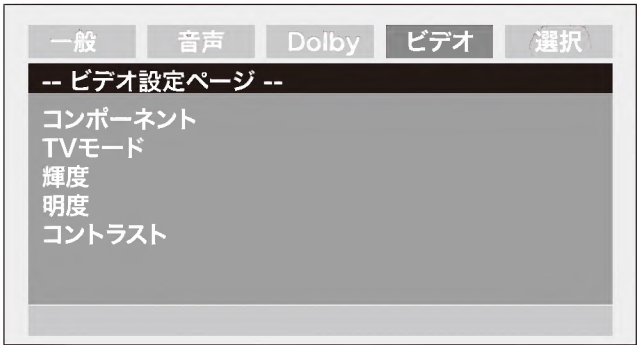 一般 音声 Dolby ビデオ 選択
-- ビデオ設定ページ --
コンポーネント
TVモード
輝度
明度
コントラスト